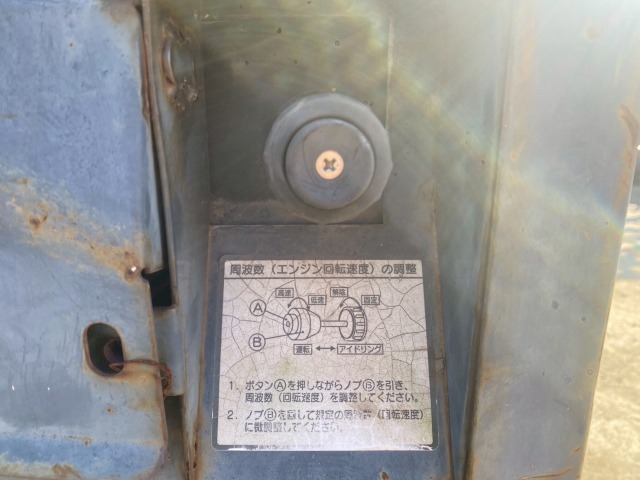 周波数（エンジン回転速度）の調整
高速 低速 解除 固定
A
B
運転 ↔ アイドリング
1. ボタンⒶを押しながらノブⒷを引き、
周波数（回転速度）を調整してください。
2. ノブⒷを回して規定の周波数（回転速度）
に微調整してください。